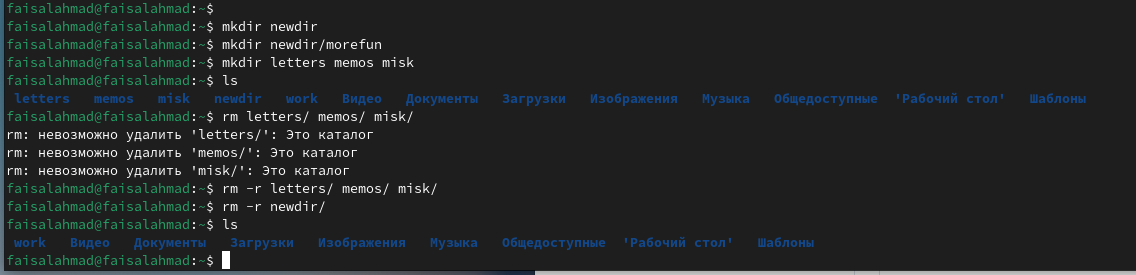 faisalahmad@faisalahmad:~$
faisalahmad@faisalahmad:~$ mkdir newdir
faisalahmad@faisalahmad:~$ mkdir newdir/morefun
faisalahmad@faisalahmad:~$ mkdir letters memos misk
faisalahmad@faisalahmad:~$ ls
letters memos misk newdir work Видео Документы Загрузки Изображения Музыка Общедоступные 'Рабочий стол' Шаблоны
faisalahmad@faisalahmad:~$ rm letters/ memos/ misk/
rm: невозможно удалить 'letters/': Это каталог
rm: невозможно удалить 'memos/': Это каталог
rm: невозможно удалить 'misk/': Это каталог
faisalahmad@faisalahmad:~$ rm -r letters/ memos/ misk/
faisalahmad@faisalahmad:~$ rm -r newdir/
faisalahmad@faisalahmad:~$ ls
work Видео Документы Загрузки Изображения Музыка Общедоступные 'Рабочий стол' Шаблоны
faisalahmad@faisalahmad:~$